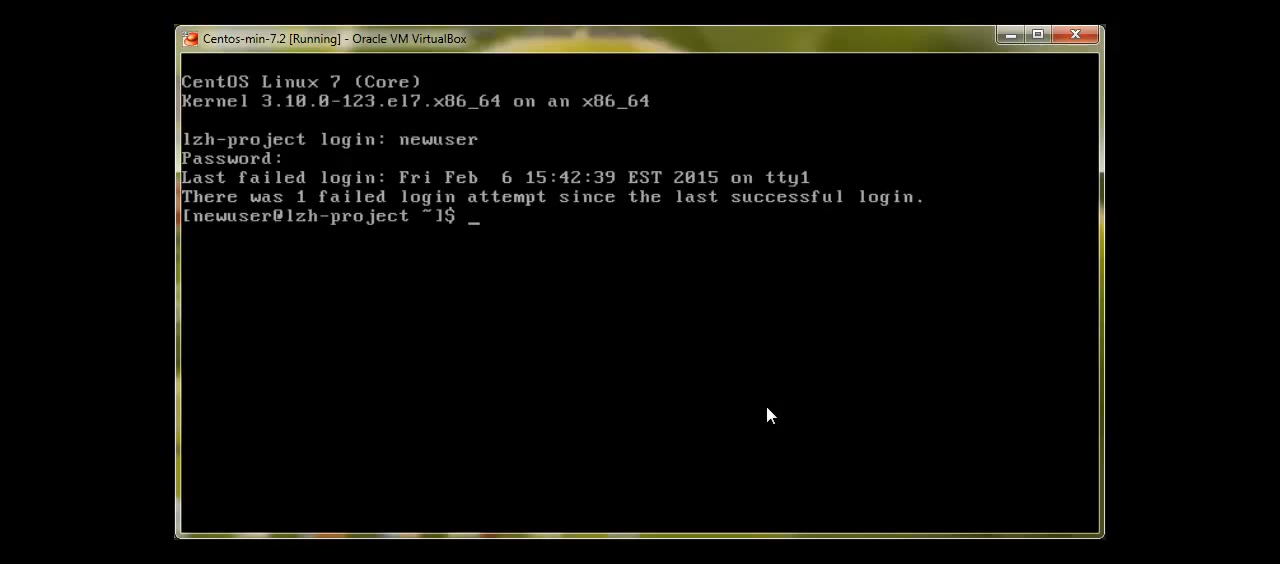 Centos-min-7.2 [Running] - Oracle VM VirtualBox
CentOS Linux 7 (Core)
Kernel 3.10.0-123.el7.x86_64 on an x86_64
lzh-project login: newuser
Password:
Last failed login: Fri Feb  6 15:42:39 EST 2015 on tty1
There was 1 failed login attempt since the last successful login.
[newuser@lzh-project ~]$ _